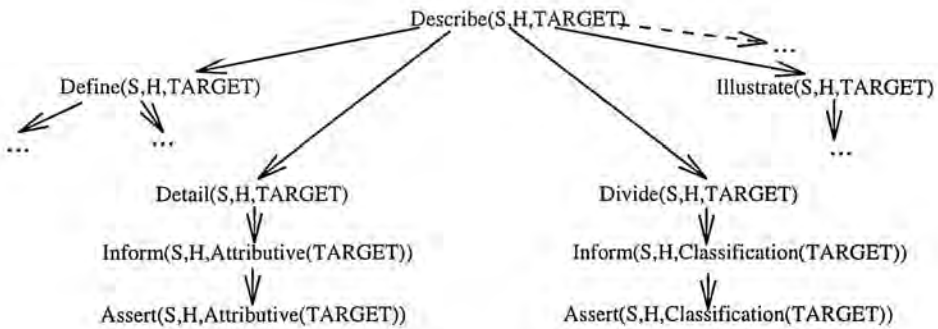 Describe(S,H,TARGET)
...
Define(S,H,TARGET)
Illustrate(S,H,TARGET)
...
...
...
Detail(S,H,TARGET)
Divide(S,H,TARGET)
Inform(S,H,Attributive(TARGET))
Inform(S,H,Classification(TARGET))
Assert(S,H,Attributive(TARGET))
Assert(S,H,Classification(TARGET))